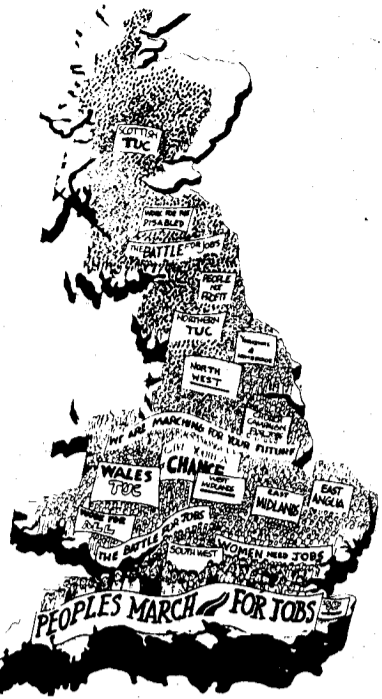 SCOTTISH
TUC
WORK FOR THE
DISABLED
THE BATTLE FOR JOBS
PEOPLE
NOT
PROFIT
NORTHERN
TUC
NORTH
WEST
WE ARE MARCHING FOR YOUR FUTURE
CHANGE
WALES
TUC
WEST
MIDLANDS
EAST
MIDLANDS
EAST
ANGLIA
THE BATTLE FOR JOBS
SOUTH WEST
WOMEN NEED JOBS
PEOPLES MARCH FOR JOBS